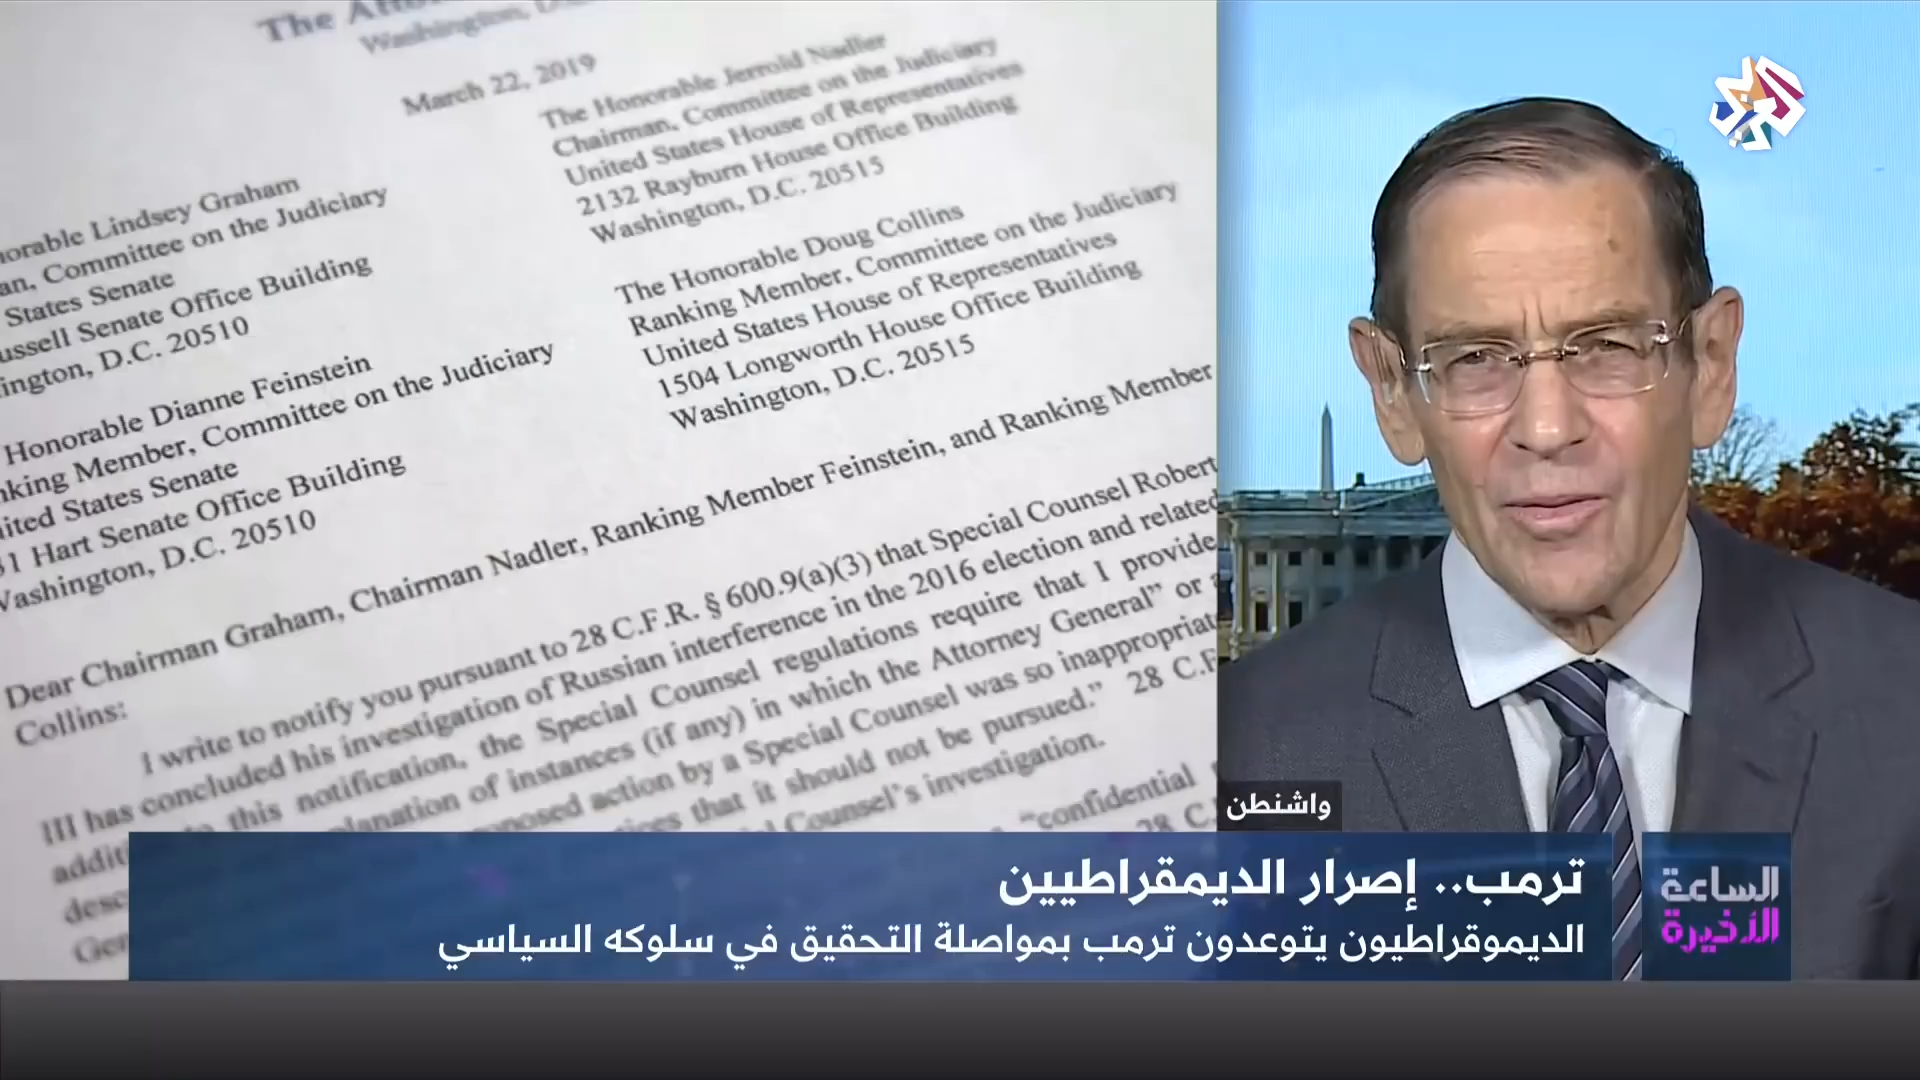 The
Washington,
March 22, 2019
The Honorable Jerrold Nadler
Chairman, Committee on the Judiciary
United States House of Representatives
2132 Rayburn House Office Building
Washington, D.C. 20515
Lindsey Graham
Committee on the Judiciary
States Senate
Senate Office Building
D.C. 20510
The Honorable Doug Collins
Ranking Member, Committee on the Judiciary
United States House of Representatives
1504 Longworth House Office Building
Washington, D.C. 20515
Honorable Dianne Feinstein
Member, Committee on the Judiciary
States Senate
Hart Senate Office Building
D.C. 20510
Dear Chairman Graham, Chairman Nadler, Ranking Member Feinstein, and Ranking Member
Collins:
I write to notify you pursuant to 28 C.F.R. § 600.9(a)(3) that Special Counsel Robert
III has concluded his investigation of Russian interference in the 2016 election and related
this notification, the Special Counsel regulations require that I provide
of instances (if any) in which the Attorney General" or
action by a Special Counsel was so inappropriate
that it should not be pursued." 28
Counsel's investigation.
"confidential
28 C.
العربي
واشنطن
ترمب.. إصرار الديمقراطيين
الديموقراطيون يتوعدون ترمب بمواصلة التحقيق في سلوكه السياسي
الساعة
الأخيرة